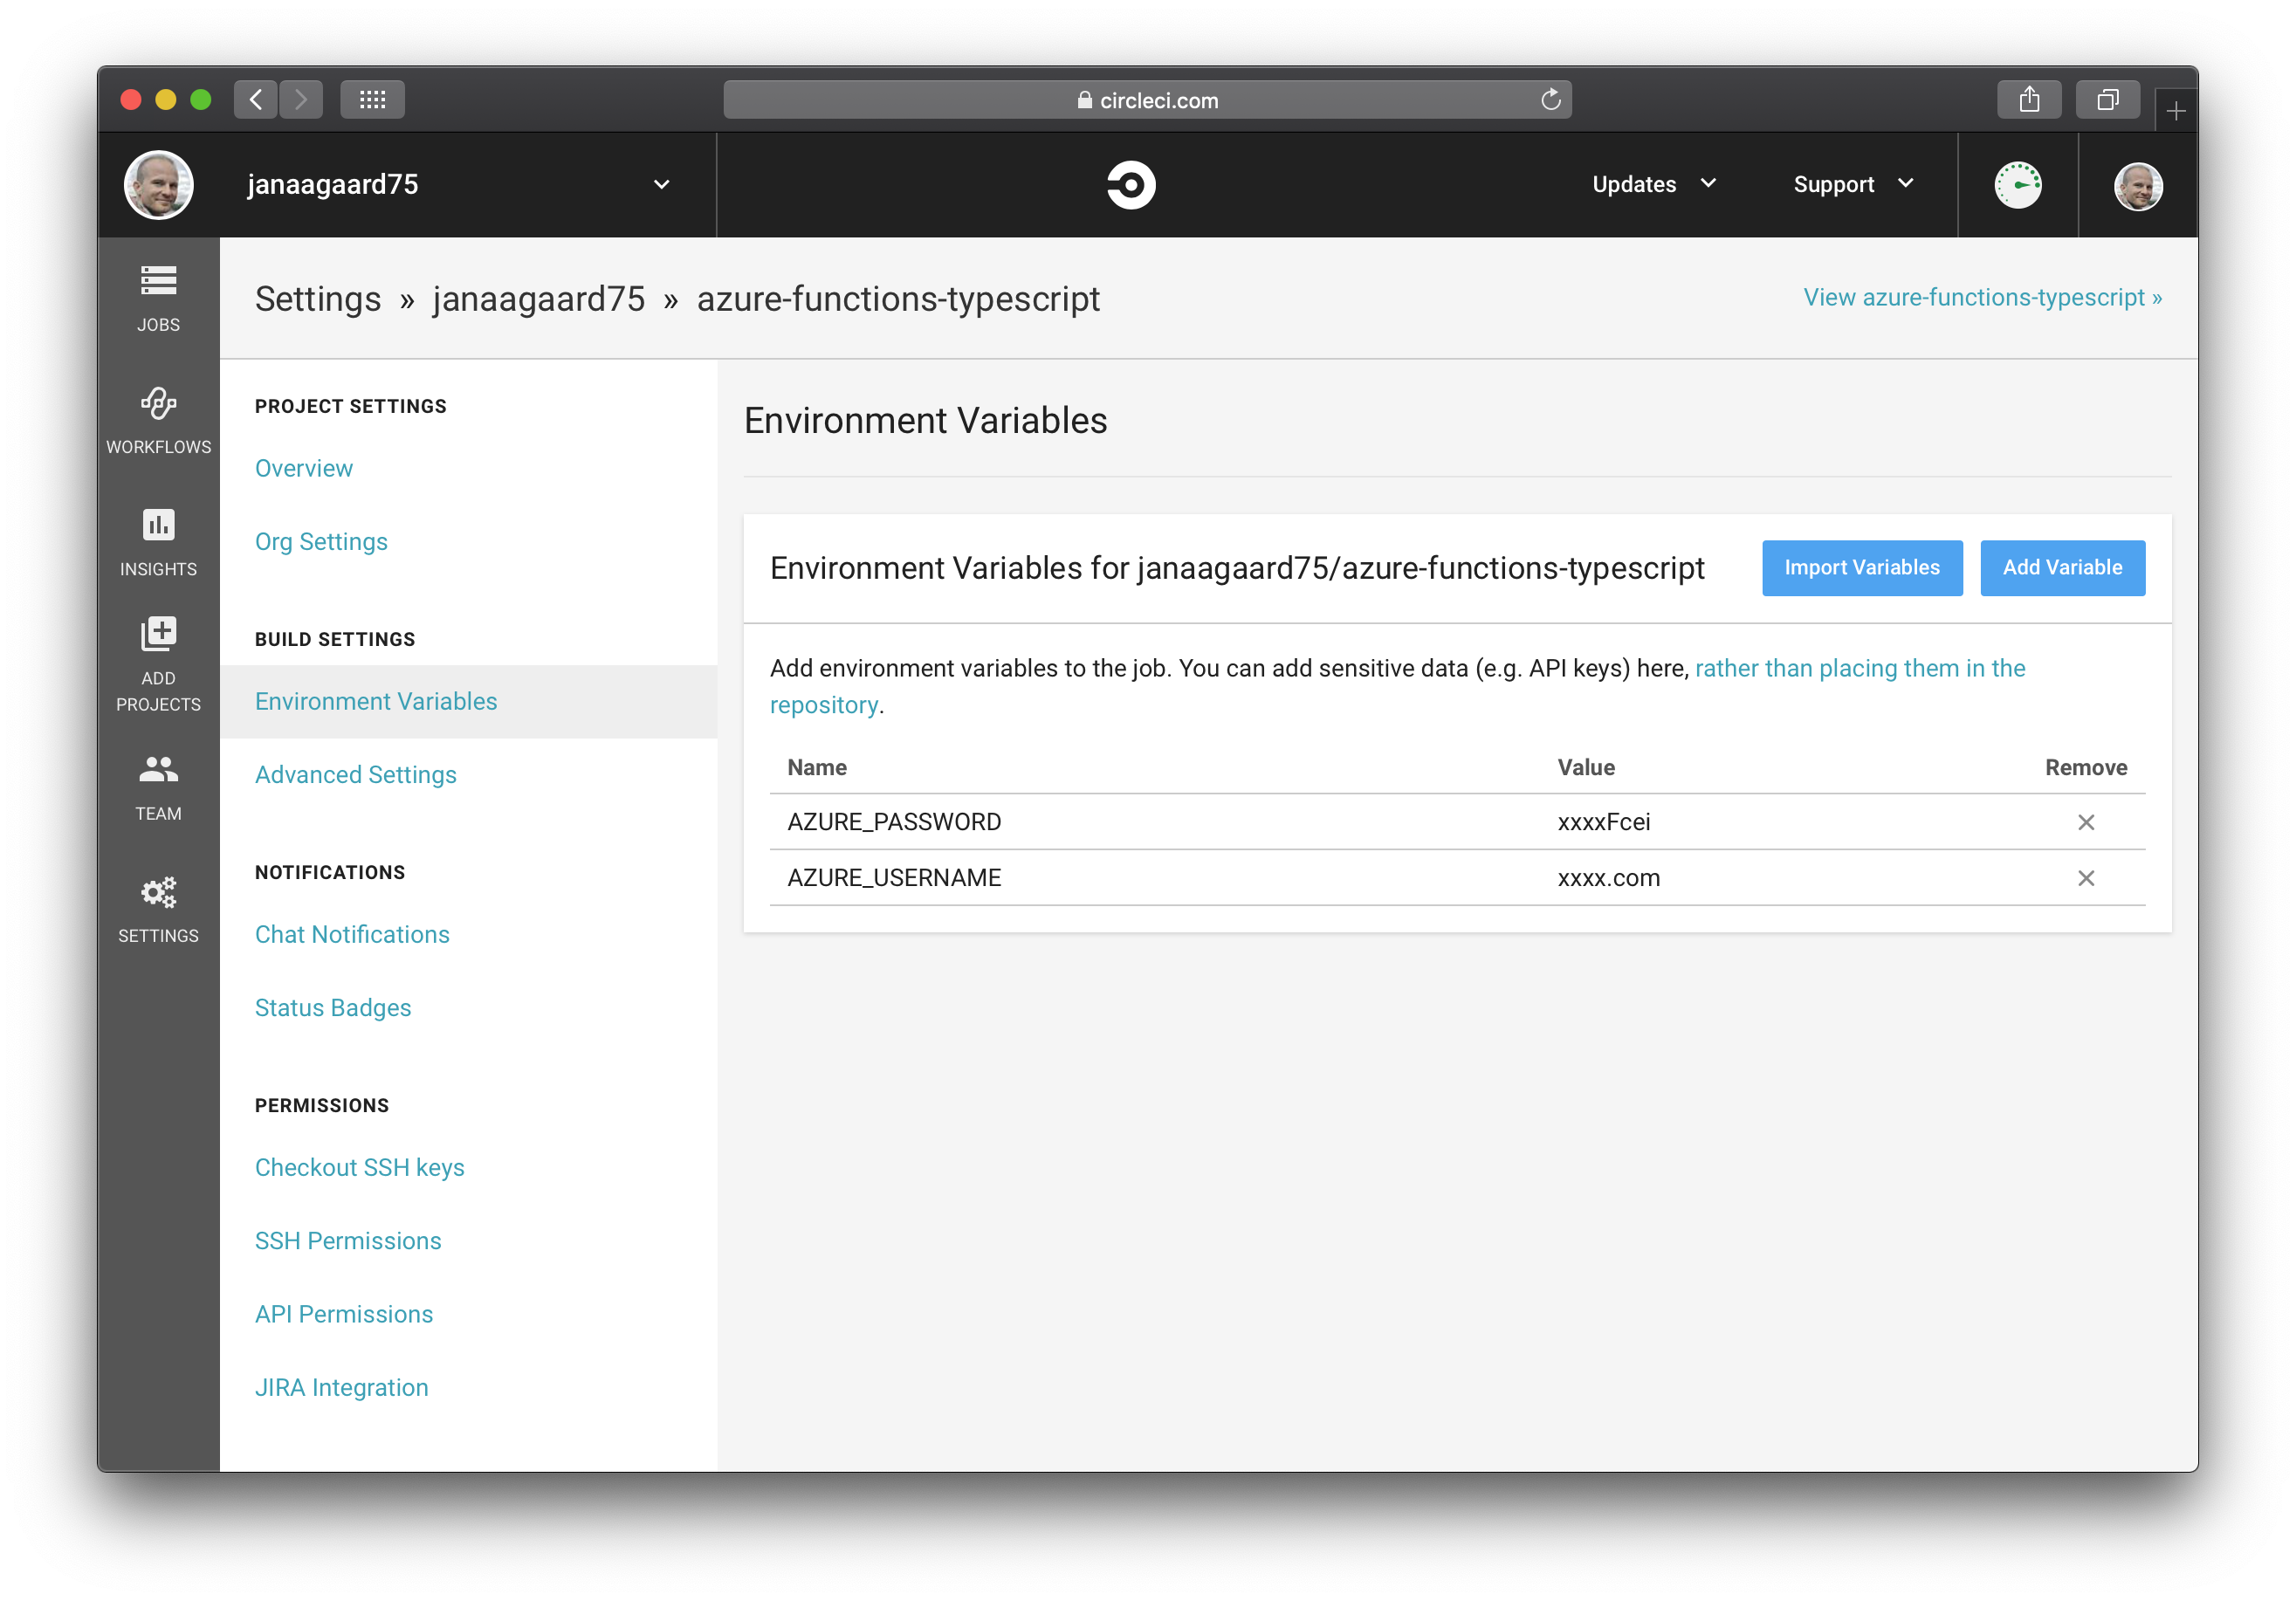 circleci.com
janaagaard75
Updates
Support
JOBS
WORKFLOWS
INSIGHTS
ADD
PROJECTS
TEAM
SETTINGS
Settings » janaagaard75 » azure-functions-typescript
View azure-functions-typescript »
PROJECT SETTINGS
Overview
Org Settings
BUILD SETTINGS
Environment Variables
Advanced Settings
NOTIFICATIONS
Chat Notifications
Status Badges
PERMISSIONS
Checkout SSH keys
SSH Permissions
API Permissions
JIRA Integration
Environment Variables
Environment Variables for janaagaard75/azure-functions-typescript
Import Variables
Add Variable
Add environment variables to the job. You can add sensitive data (e.g. API keys) here, rather than placing them in the
repository.
Name Value Remove
AZURE_PASSWORD xxxxFcei
AZURE_USERNAME xxxx.com